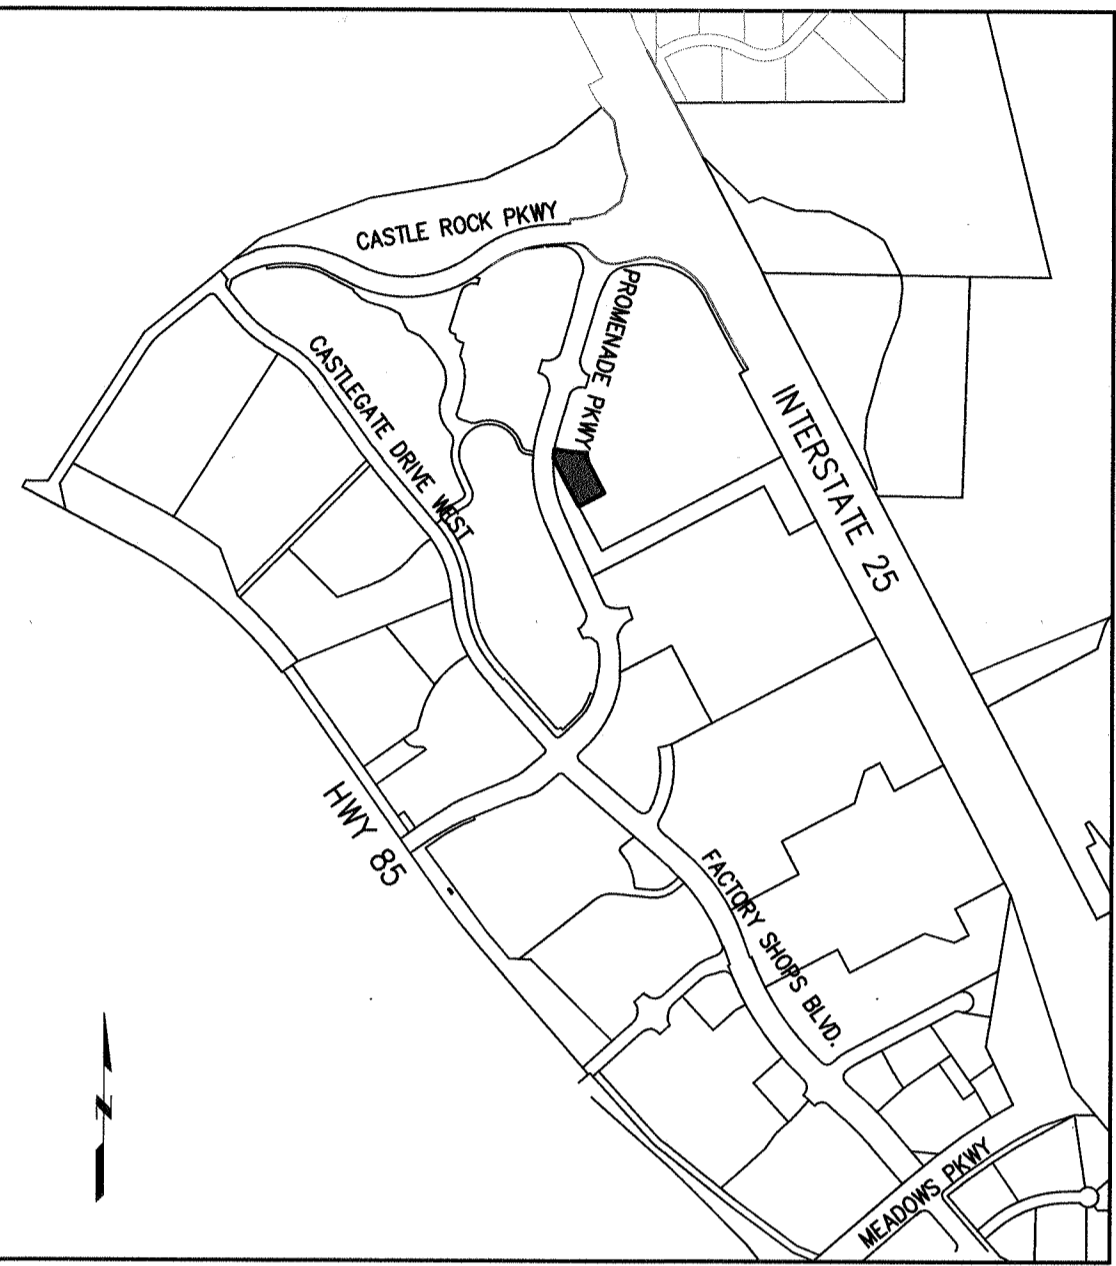 CASTLE ROCK PKWY
PROMENADE PKWY
CASTLEGATE DRIVE WEST
INTERSTATE 25
HWY 85
FACTORY SHOPS BLVD.
N
MEADOWS PKWY